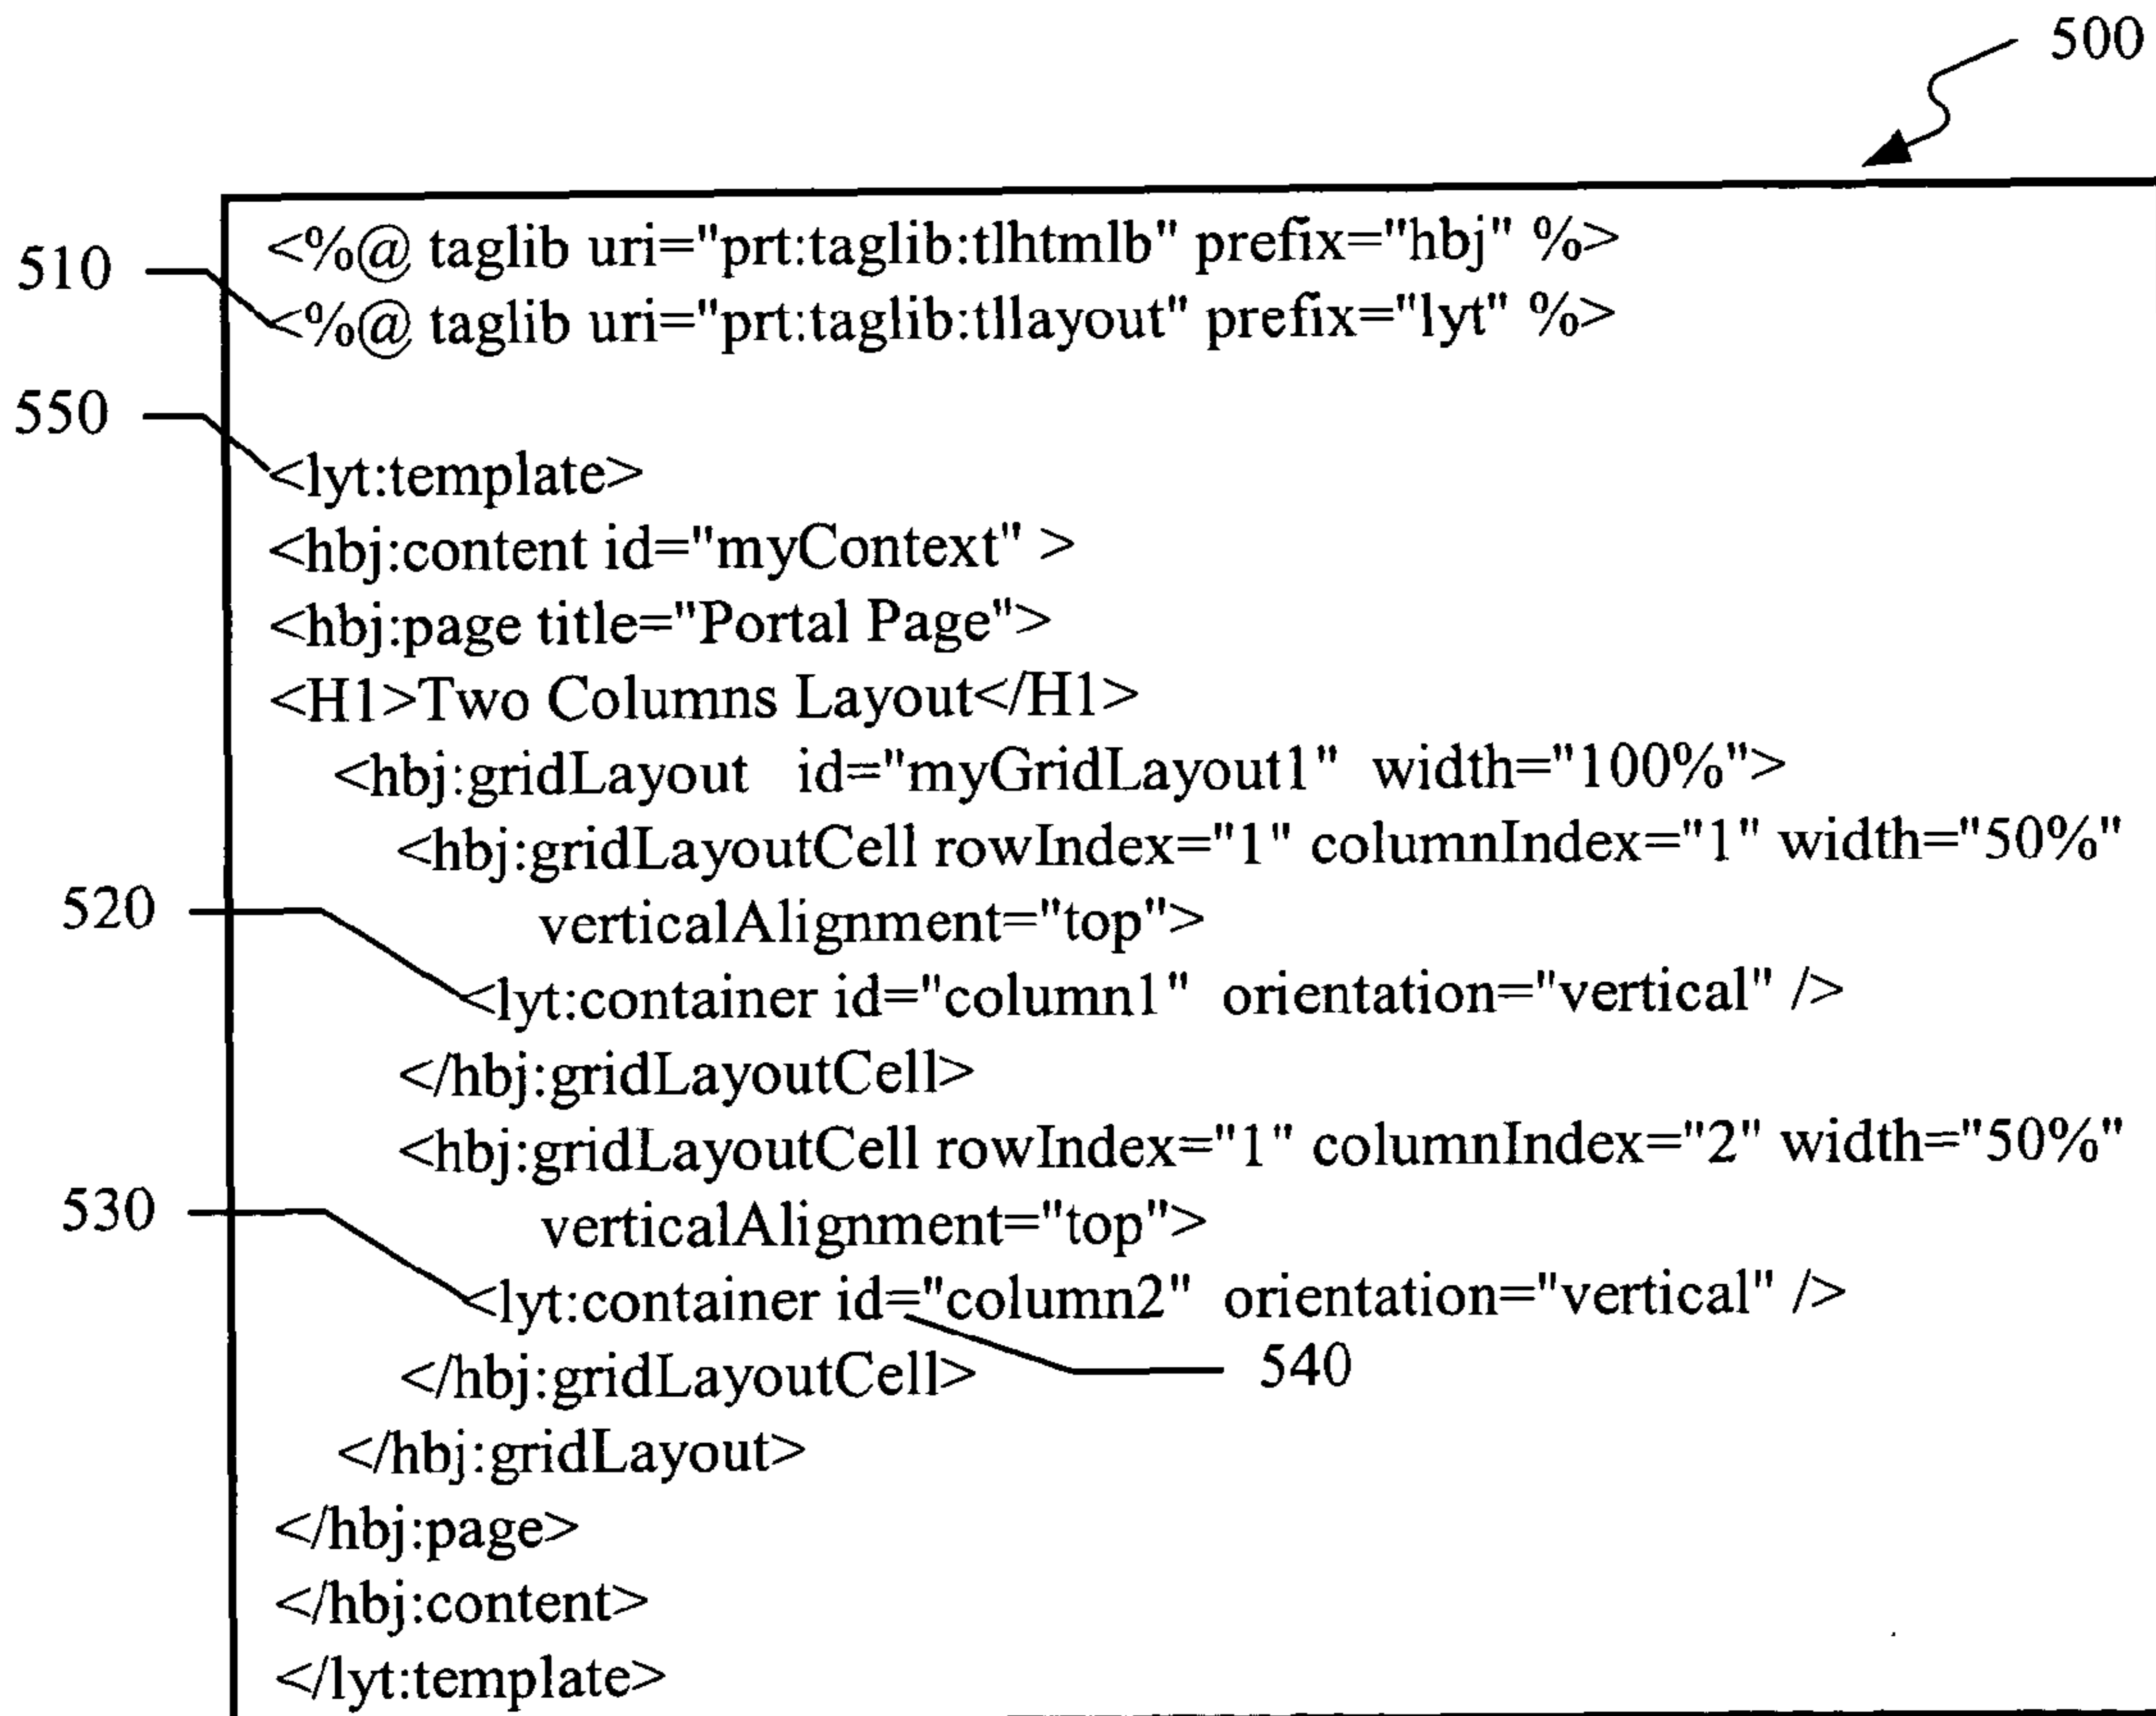 500
510
<%@ taglib uri="prt:taglib:tlhtmlb" prefix="hbj" %>
<%@ taglib uri="prt:taglib:tllayout" prefix="lyt" %>
550
<lyt:template>
<hbj:content id="myContext" >
<hbj:page title="Portal Page">
<H1>Two Columns Layout</H1>
<hbj:gridLayout id="myGridLayout1" width="100%">
<hbj:gridLayoutCell rowIndex="1" columnIndex="1" width="50%"
520
verticalAlignment="top">
<lyt:container id="column1" orientation="vertical" />
</hbj:gridLayoutCell>
<hbj:gridLayoutCell rowIndex="1" columnIndex="2" width="50%"
530
verticalAlignment="top">
<lyt:container id="column2" orientation="vertical" />
</hbj:gridLayoutCell>
540
</hbj:gridLayout>
</hbj:page>
</hbj:content>
</lyt:template>